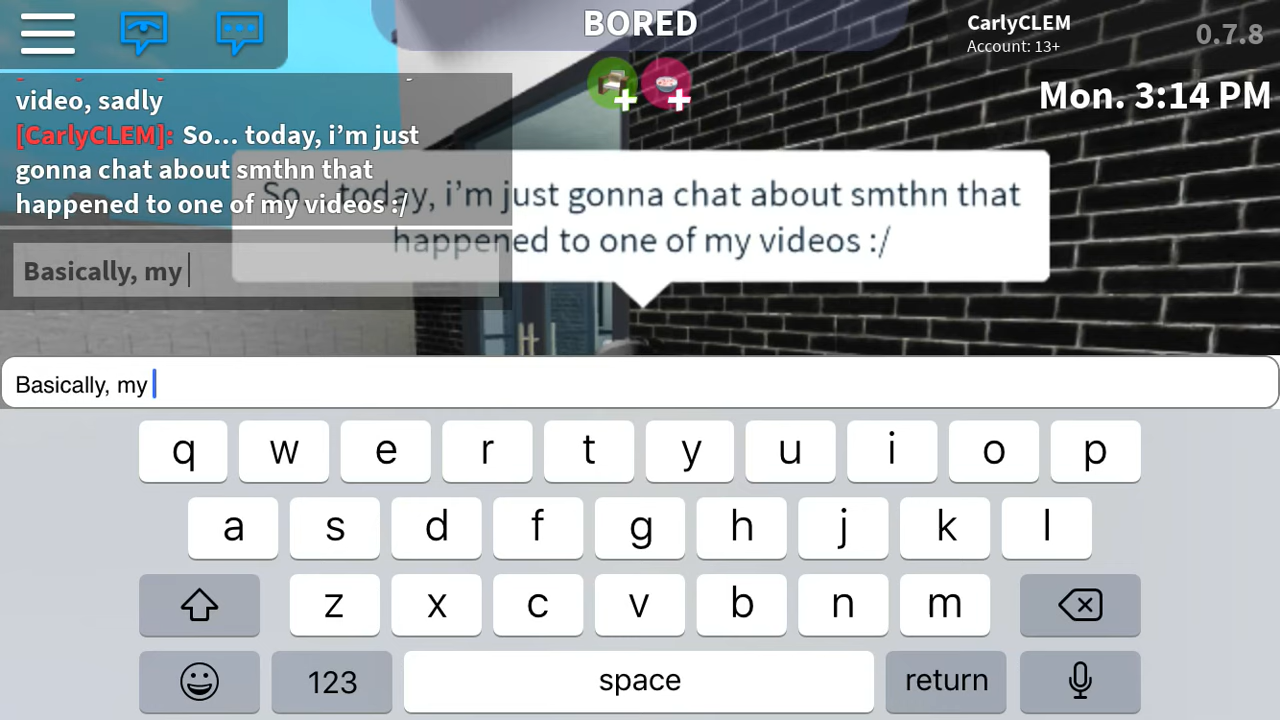 BORED
CarlyCLEM
Account: 13+
0.7.8
Mon. 3:14 PM
video, sadly
[CarlyCLEM]: So... today, i'm just
gonna chat about smthn that
happened to one of my videos :/
So... today, i'm just gonna chat about smthn that
happened to one of my videos :/
Basically, my
Basically, my
q w e r t y u i o p
a s d f g h j k l
z x c v b n m
123 space return